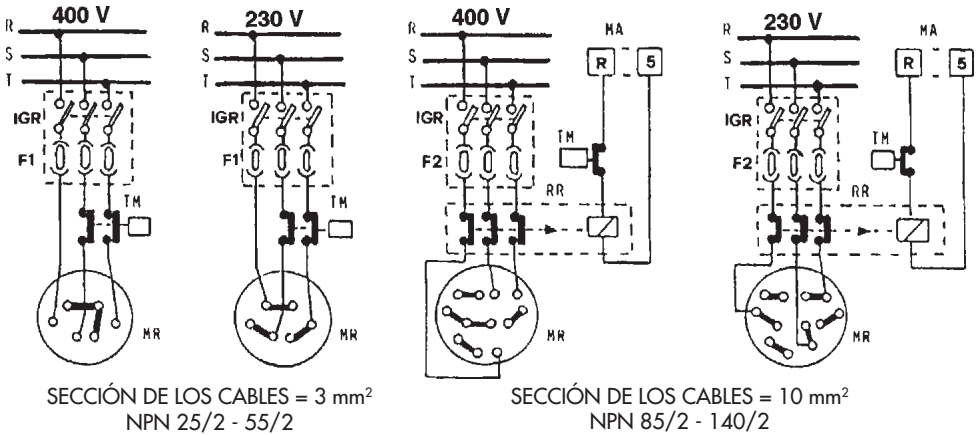 400 V
R
S
T
IGR
F1
TM
MR
230 V
R
S
T
IGR
F1
TM
MR
400 V
R
S
T
MA
R
5
IGR
TM
F2
RR
MR
230 V
R
S
T
MA
R
5
IGR
TM
F2
RR
MR
SECCIÓN DE LOS CABLES = 3 mm²
NPN 25/2 - 55/2
SECCIÓN DE LOS CABLES = 10 mm²
NPN 85/2 - 140/2